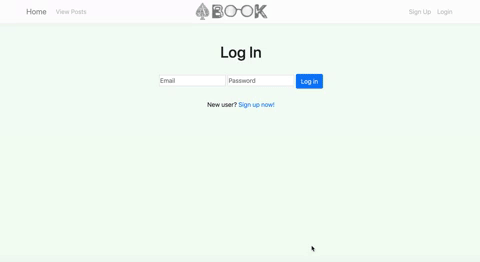 Home View Posts BOOK Sign Up Login
Log In
Email Password Log in
New user? Sign up now!